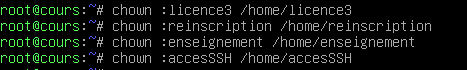 root@cours:~# chown :licence3 /home/licence3
root@cours:~# chown :reinscription /home/reinscription
root@cours:~# chown :enseignement /home/enseignement
root@cours:~# chown :accesSSH /home/accesSSH